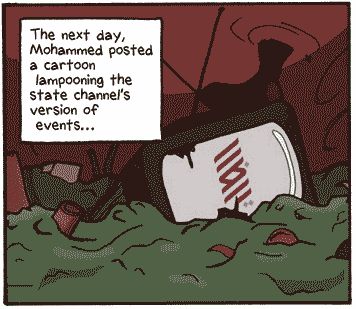 The next day,
Mohammed posted
a cartoon
lampooning the
state channel's
version of
events...